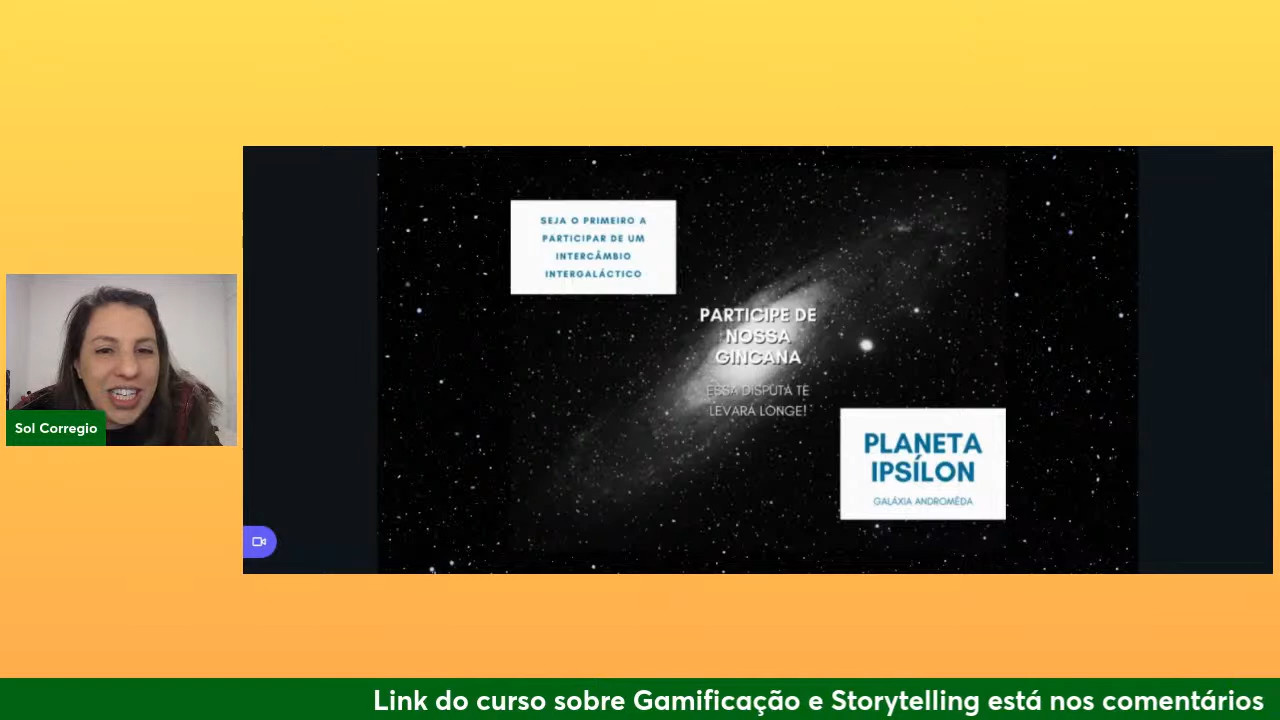 SEJA O PRIMEIRO A
PARTICIPAR DE UM
INTERCÂMBIO
INTERGALÁCTICO
PARTICIPE DE
NOSSA
GINCANA
ESSA DISPUTA TE
LEVARÁ LONGE!
PLANETA
IPSÍLON
GALÁXIA ANDROMÊDA
Sol Corregio
Link do curso sobre Gamificação e Storytelling está nos comentários